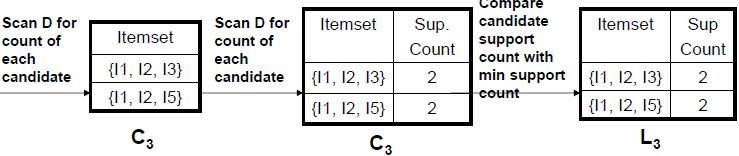 Scan D for
count of
each
candidate
Itemset
{I1, I2, I3}
{I1, I2, I5}
C3
Scan D for
count of
each
candidate
Itemset Sup.
Count
{I1, I2, I3} 2
{I1, I2, I5} 2
C3
Compare
candidate
support
count with
min support
count
Itemset Sup
Count
{I1, I2, I3} 2
{I1, I2, I5} 2
L3